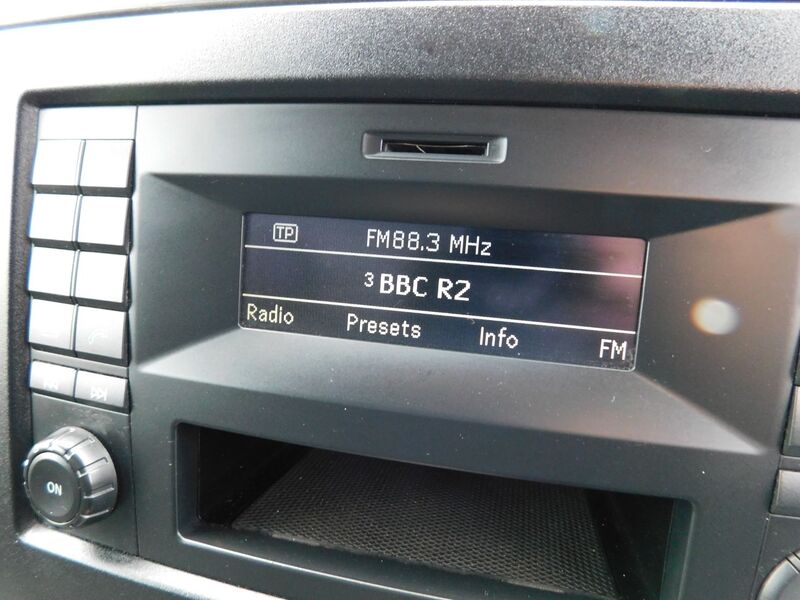 TP FM88.3 MHz
3 BBC R2
Radio Presets Info FM
ON